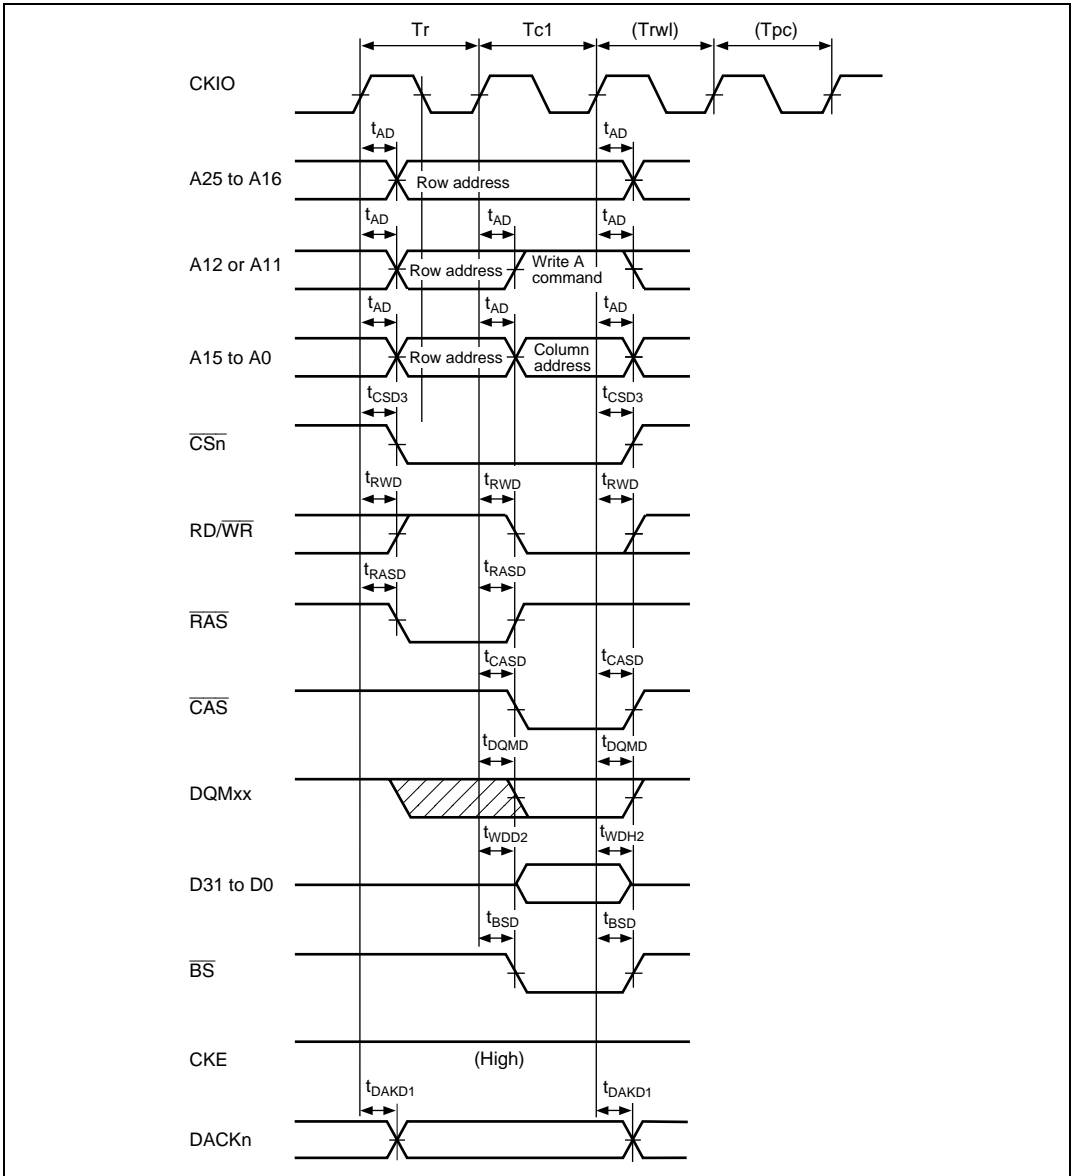 Tr Tc1 (Trwl) (Tpc)
CKIO
tAD tAD
A25 to A16 Row address
tAD tAD tAD
A12 or A11 Row address Write A command
tAD tAD tAD
A15 to A0 Row address Column address
tCSD3 tCSD3
CSn
tRWD tRWD tRWD
RD/WR
tRASD tRASD
RAS
tCASD tCASD
CAS
tDQMD tDQMD
DQMxx
tWDD2 tWDH2
D31 to D0
tBSD tBSD
BS
CKE (High)
tDAKD1 tDAKD1
DACKn